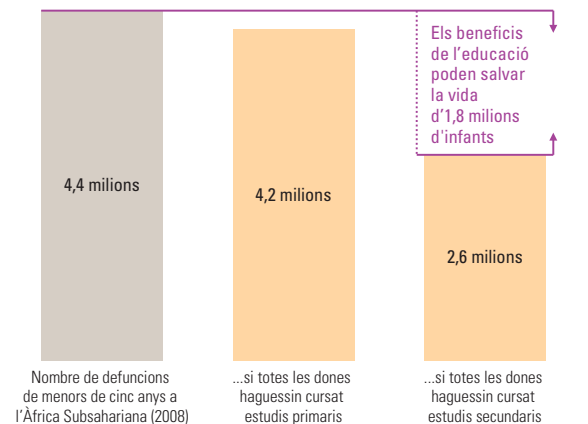 Els beneficis
de l'educació
poden salvar
la vida
d'1,8 milions
d'infants
4,4 milions
4,2 milions
2,6 milions
Nombre de defuncions
de menors de cinc anys a
l'Àfrica Subsahariana (2008)
...si totes les dones
haguessin cursat
estudis primaris
...si totes les dones
haguessin cursat
estudis secundaris